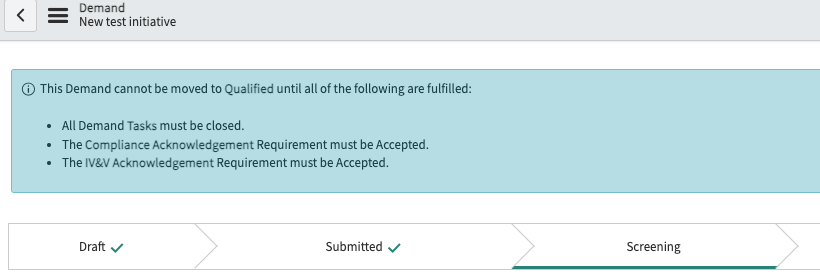 Demand
New test initiative
This Demand cannot be moved to Qualified until all of the following are fulfilled:
• All Demand Tasks must be closed.
• The Compliance Acknowledgement Requirement must be Accepted.
• The IV&V Acknowledgement Requirement must be Accepted.
Draft Submitted Screening